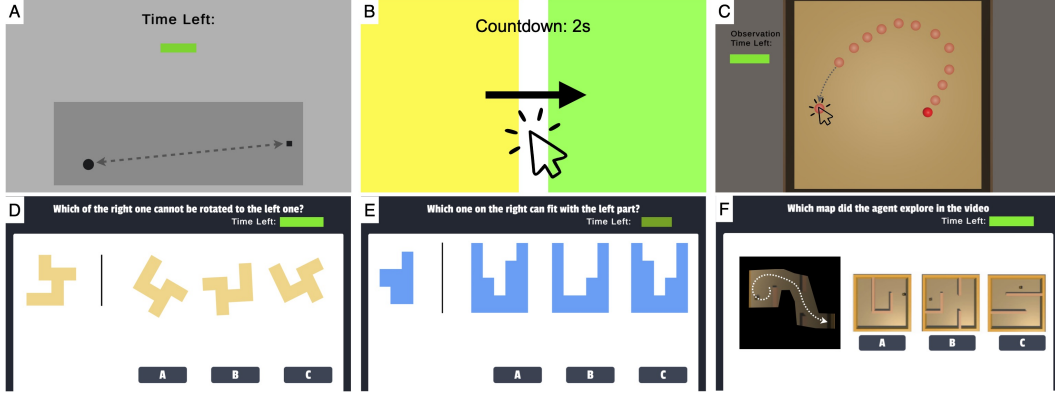 A
Time Left:
B
Countdown: 2s
C
Observation
Time Left:
D
Which of the right one cannot be rotated to the left one?
Time Left:
A
B
C
E
Which one on the right can fit with the left part?
Time Left:
A
B
C
F
Which map did the agent explore in the video
Time Left:
A
B
C